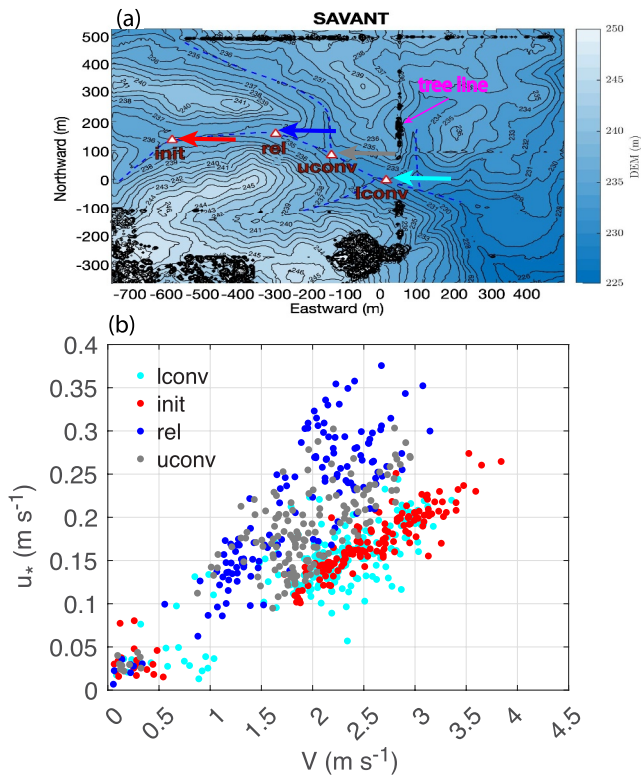 (a)
SAVANT
500
400
300
200
100
0
-100
-200
-300
Northward (m)
-700 -600 -500 -400 -300 -200 -100 0 100 200 300 400
Eastward (m)
tree line
init
rel
uconv
lconv
250
245
240
235
230
225
DEM (m)
(b)
0.4
0.35
0.3
0.25
0.2
0.15
0.1
0.05
0
u* (m s-1)
lconv
init
rel
uconv
0 0.5 1 1.5 2 2.5 3 3.5 4 4.5
V (m s-1)